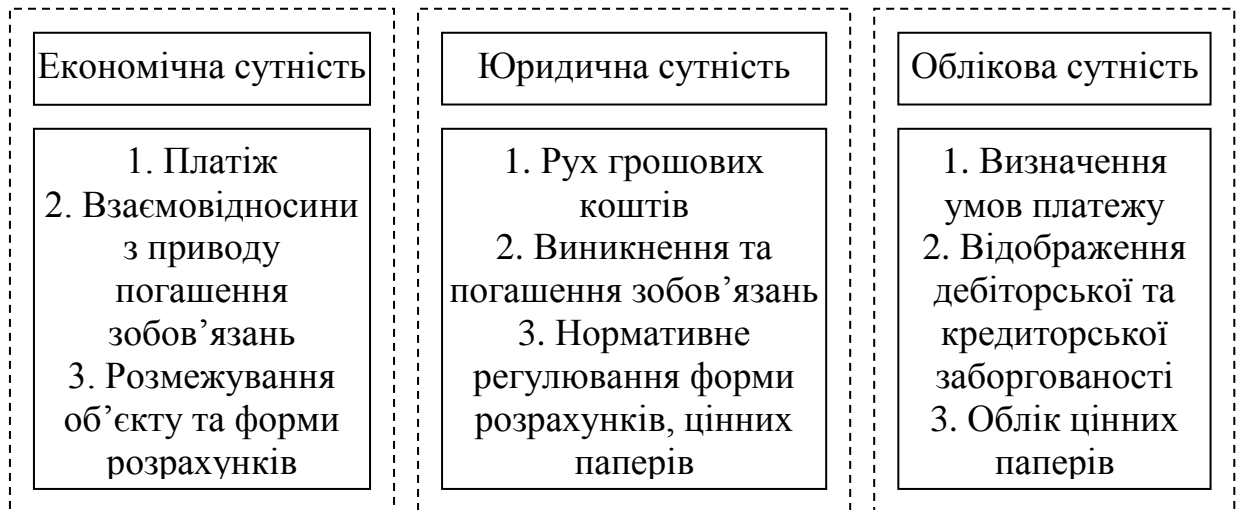 Економічна сутність
1. Платіж
2. Взаємовідносини
з приводу
погашення
зобов’язань
3. Розмежування
об’єкту та форми
розрахунків
Юридична сутність
1. Рух грошових
коштів
2. Виникнення та
погашення зобов’язань
3. Нормативне
регулювання форми
розрахунків, цінних
паперів
Облікова сутність
1. Визначення
умов платежу
2. Відображення
дебіторської та
кредиторської
заборгованості
3. Облік цінних
паперів